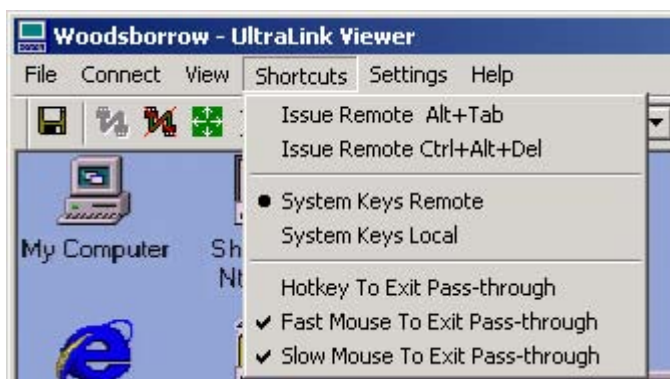 Woodsborrow - UltraLink Viewer
File Connect View Shortcuts Settings Help
Issue Remote Alt+Tab
Issue Remote Ctrl+Alt+Del
System Keys Remote
System Keys Local
Hotkey To Exit Pass-through
Fast Mouse To Exit Pass-through
Slow Mouse To Exit Pass-through
My Computer
Sh